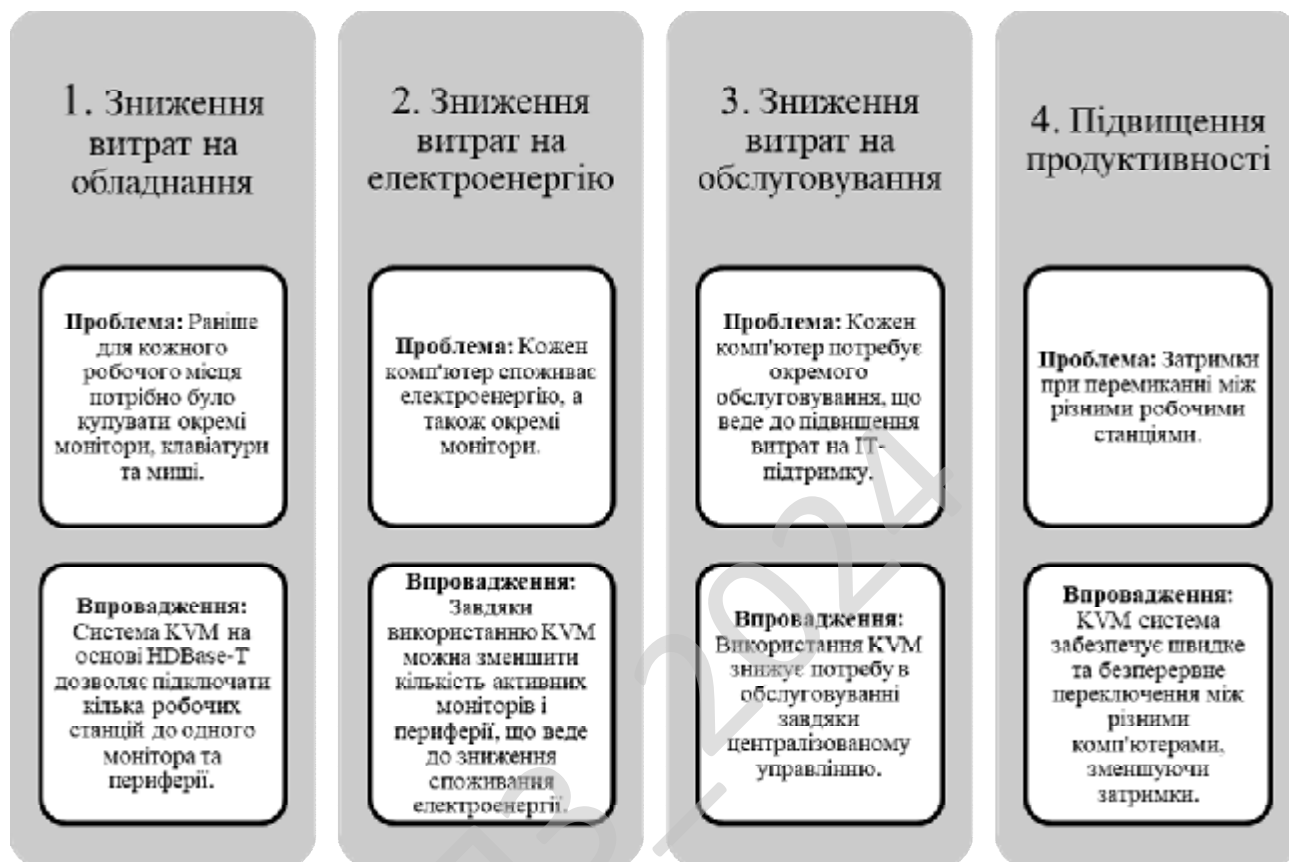 1. Зниження
витрат на
обладнання
Проблема: Раніше
для кожного
робочого місця
потрібно було
купувати окремі
монітори, клавіатури
та миші.
Впровадження:
Система KVM на
основі HDBase-T
дозволяє підключати
кілька робочих
станцій до одного
монітора та
периферії.
2. Зниження
витрат на
електроенергію
Проблема: Кожен
комп'ютер споживає
електроенергію, а
також окремі
монітори.
Впровадження:
Завдяки
використанню KVM
можна зменшити
кількість активних
моніторів і
периферії, що веде
до зниження
споживання
електроенергії.
3. Зниження
витрат на
обслуговування
Проблема: Кожен
комп'ютер потребує
окремого
обслуговування, що
веде до підвищення
витрат на ІТ-
підтримку.
Впровадження:
Використання KVM
знижує потребу в
обслуговуванні
завдяки
централізованому
управлінню.
4. Підвищення
продуктивності
Проблема: Затримки
при перемиканні між
різними робочими
станціями.
Впровадження:
KVM система
забезпечує швидке
та безперервне
переключення між
різними
комп'ютерами,
зменшуючи
затримки.
2024